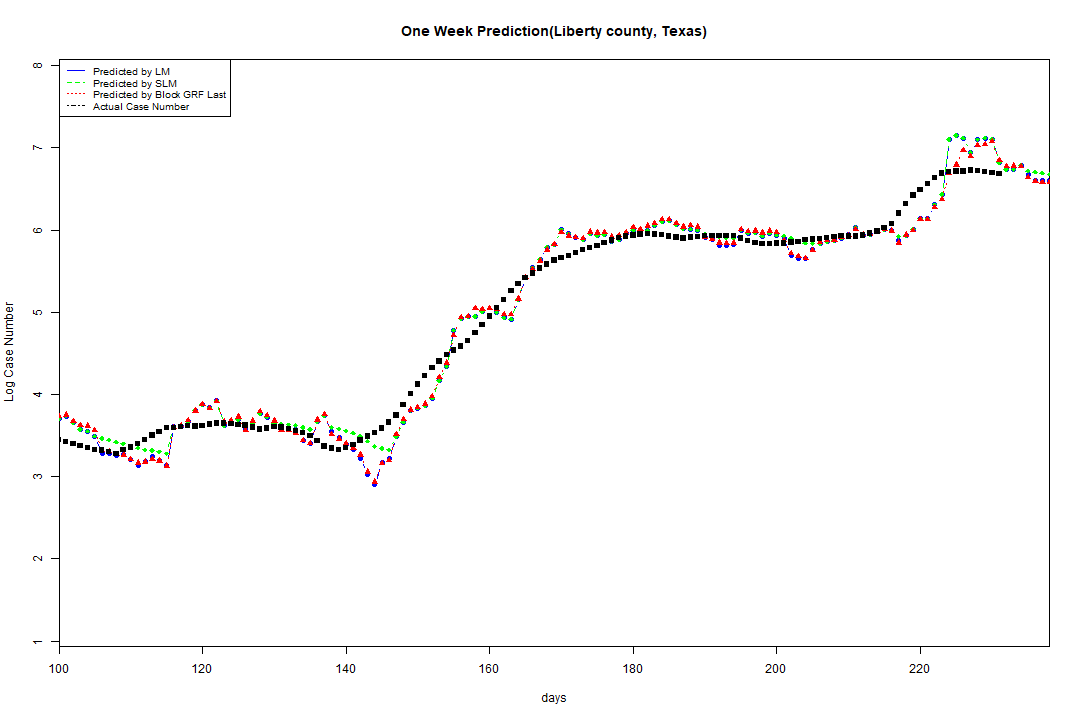 One Week Prediction(Liberty county, Texas)
Predicted by LM
Predicted by SLM
Predicted by Block GRF Last
Actual Case Number
8
7
6
5
4
3
2
1
Log Case Number
100 120 140 160 180 200 220
days